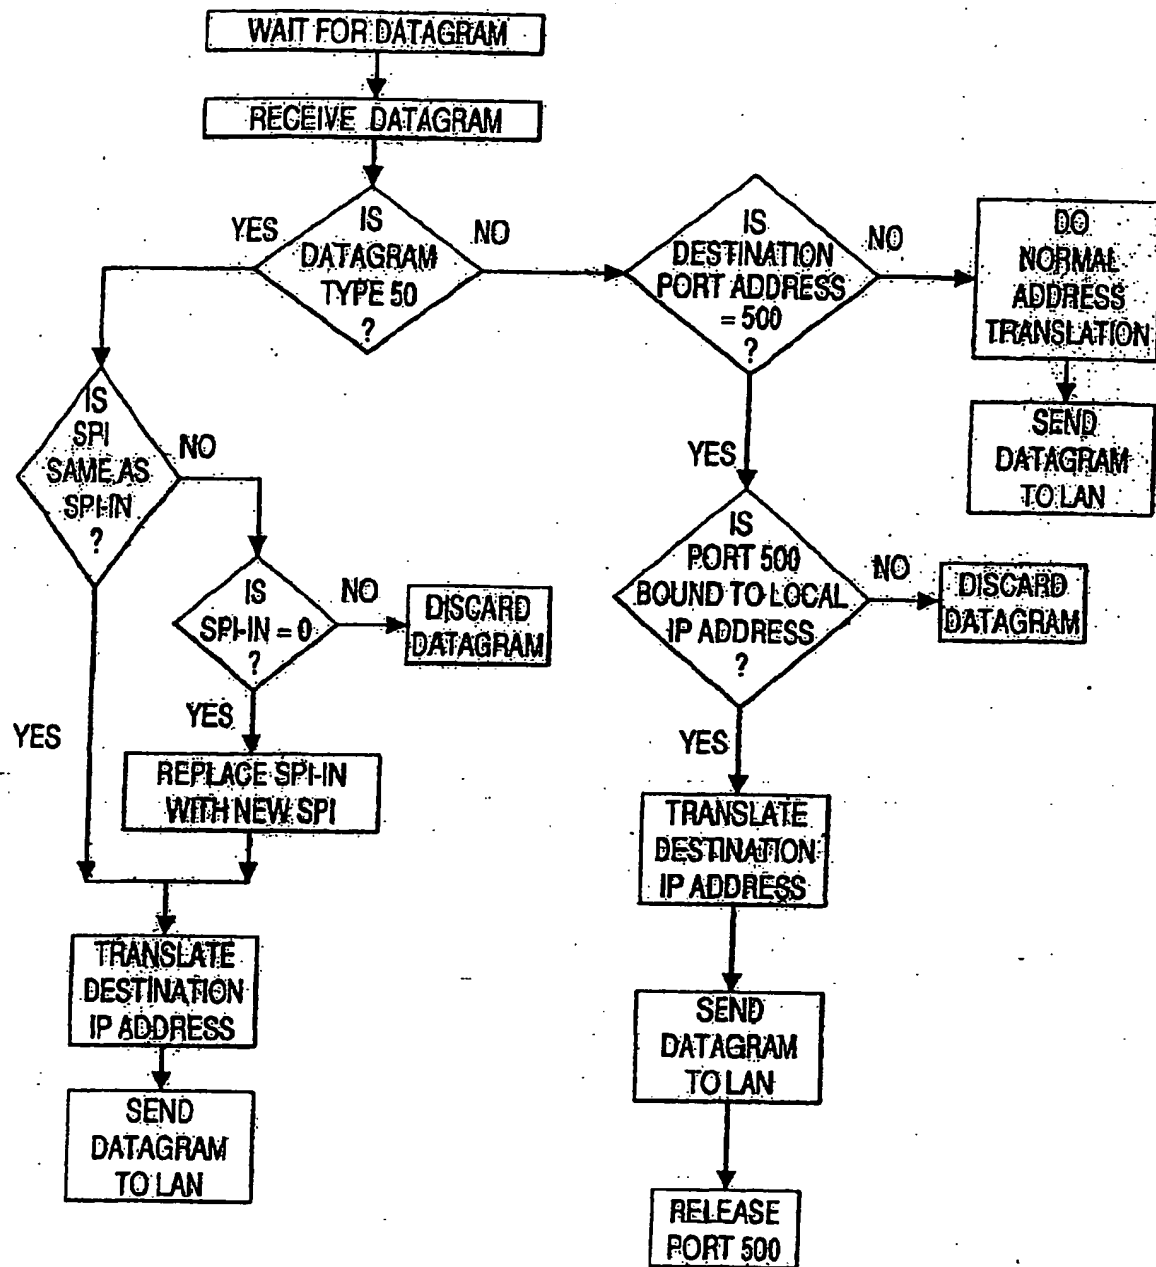 WAIT FOR DATAGRAM
RECEIVE DATAGRAM
IS
DATAGRAM
TYPE 50
?
YES
NO
IS
DESTINATION
PORT ADDRESS
= 500
?
NO
DO
NORMAL
ADDRESS
TRANSLATION
SEND
DATAGRAM
TO LAN
YES
IS
SPI
SAME AS
SPI-IN
?
NO
YES
IS
SPI-IN = 0
?
NO
DISCARD
DATAGRAM
YES
REPLACE SPI-IN
WITH NEW SPI
TRANSLATE
DESTINATION
IP ADDRESS
SEND
DATAGRAM
TO LAN
IS
PORT 500
BOUND TO LOCAL
IP ADDRESS
?
NO
DISCARD
DATAGRAM
YES
TRANSLATE
DESTINATION
IP ADDRESS
SEND
DATAGRAM
TO LAN
RELEASE
PORT 500